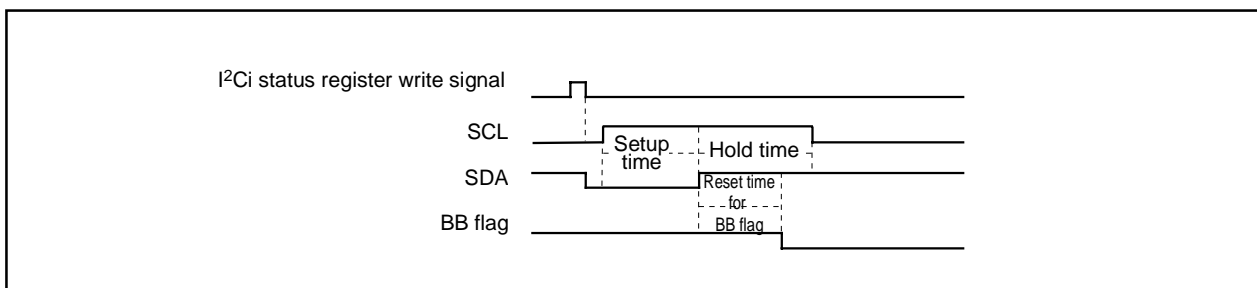 I²Ci status register write signal
SCL
Setup
time
Hold time
SDA
Reset time
for
BB flag
BB flag